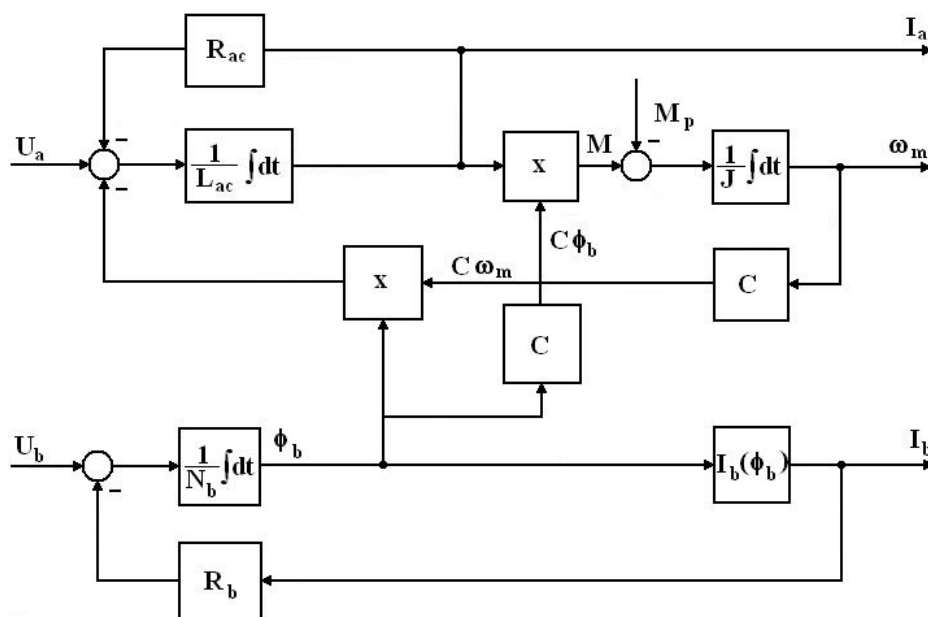 R_ac
I_a
U_a
−
−
1/L_ac ∫dt
x
M
M_p
−
1/J ∫dt
ω_m
x
C ω_m
C ϕ_b
C
C
U_b
−
1/N_b ∫dt
ϕ_b
I_b(ϕ_b)
I_b
R_b